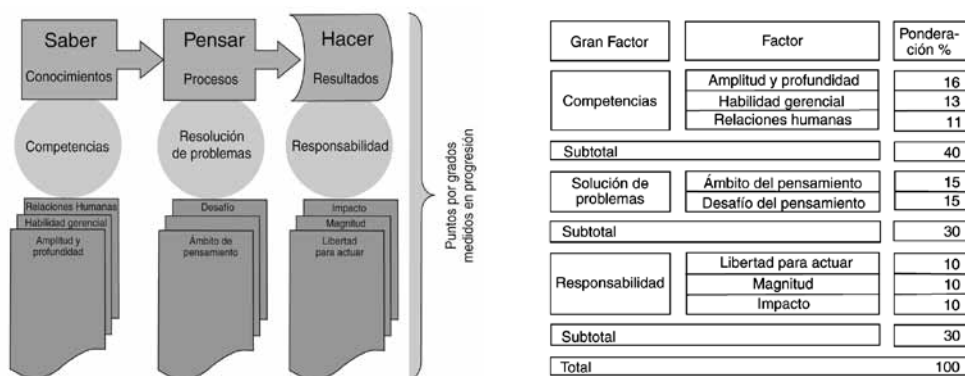 Saber
Conocimientos
Pensar
Procesos
Hacer
Resultados
Competencias
Resolución
de problemas
Responsabilidad
Relaciones Humanas
Habilidad gerencial
Amplitud y
profundidad
Desafío
Ámbito de
pensamiento
Impacto
Magnitud
Libertad
para actuar
Puntos por grados
medidos en progresión
Gran Factor Factor Pondera-
ción %
Competencias
Amplitud y profundidad 16
Habilidad gerencial 13
Relaciones humanas 11
Subtotal 40
Solución de
problemas
Ámbito del pensamiento 15
Desafío del pensamiento 15
Subtotal 30
Responsabilidad
Libertad para actuar 10
Magnitud 10
Impacto 10
Subtotal 30
Total 100